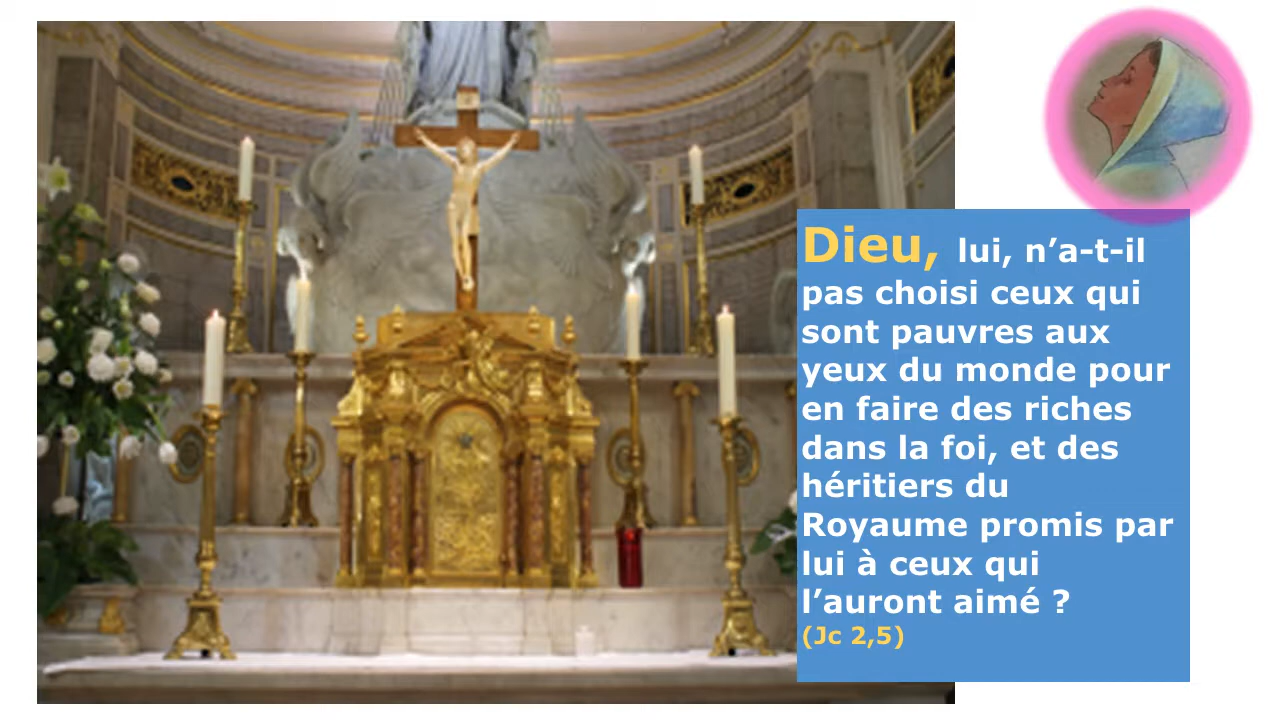 Dieu, lui, n’a-t-il
pas choisi ceux qui
sont pauvres aux
yeux du monde pour
en faire des riches
dans la foi, et des
héritiers du
Royaume promis par
lui à ceux qui
l’auront aimé ?
(Jc 2,5)